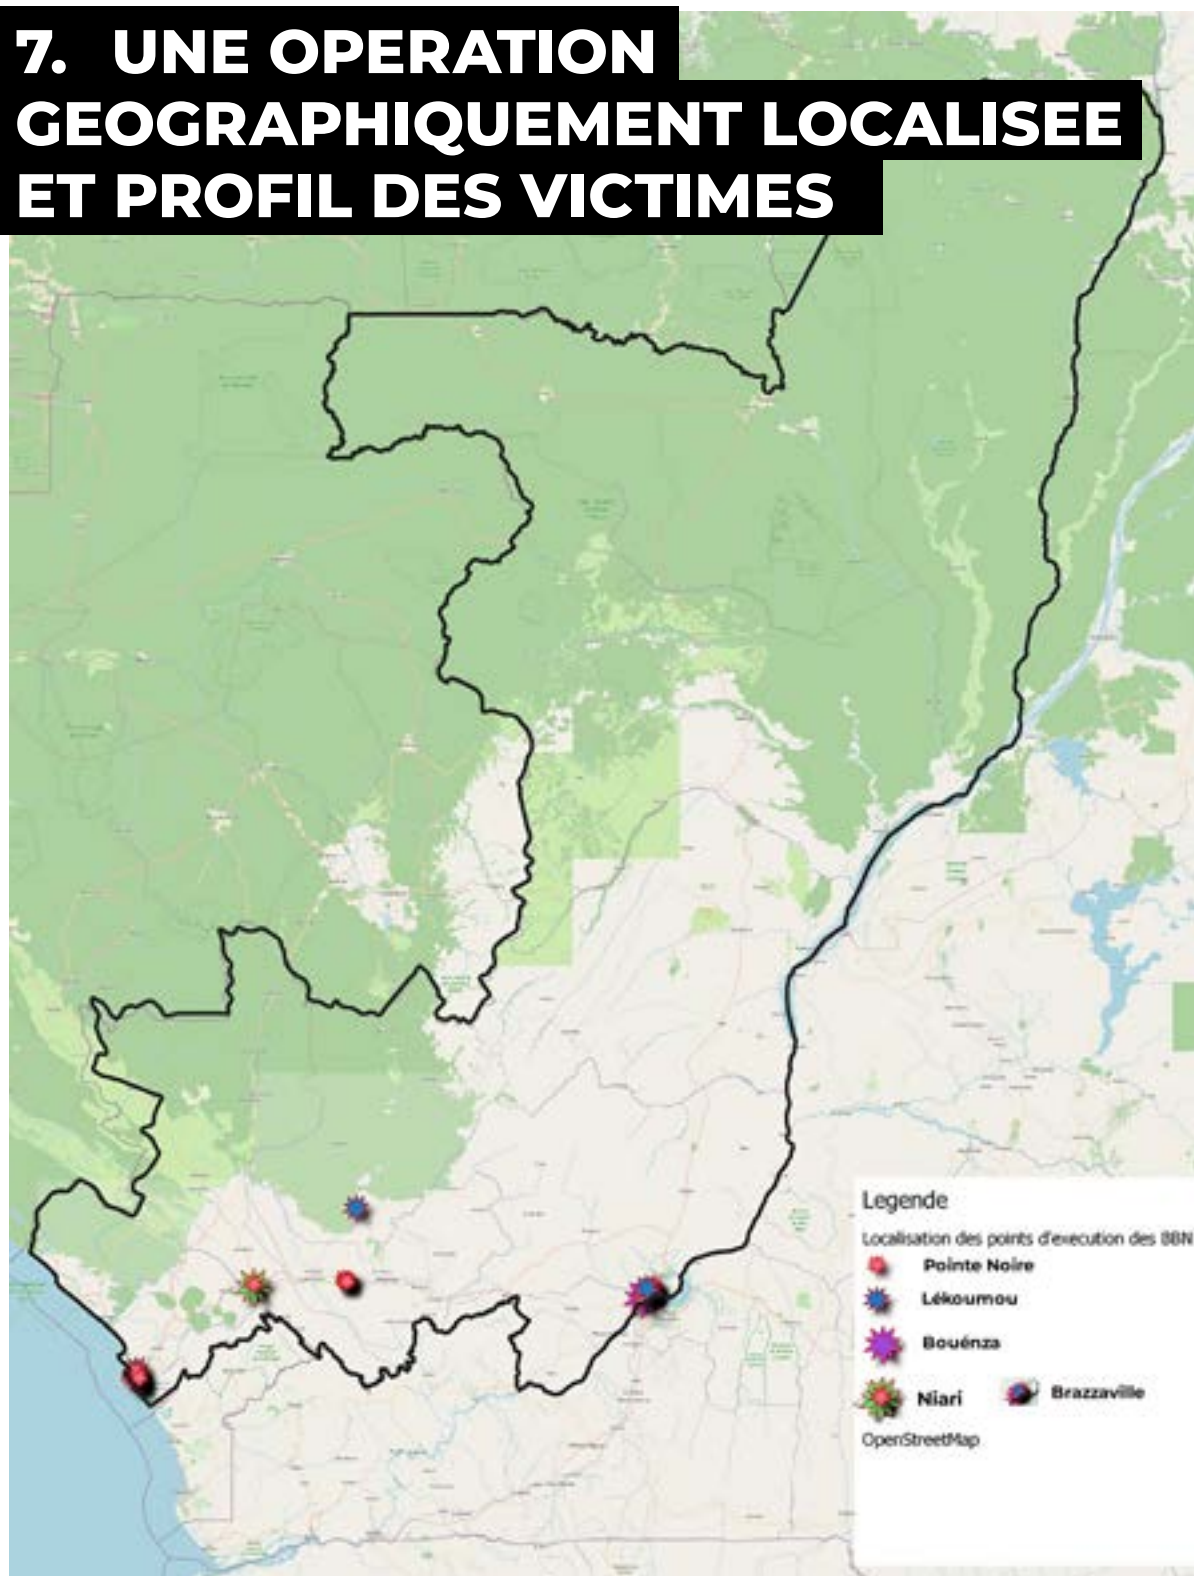 7. UNE OPERATION
GEOGRAPHIQUEMENT LOCALISEE
ET PROFIL DES VICTIMES
Legende
Localisation des points d'execution des BBN
Pointe Noire
Lékoumou
Bouénza
Niari
Brazzaville
OpenStreetMap